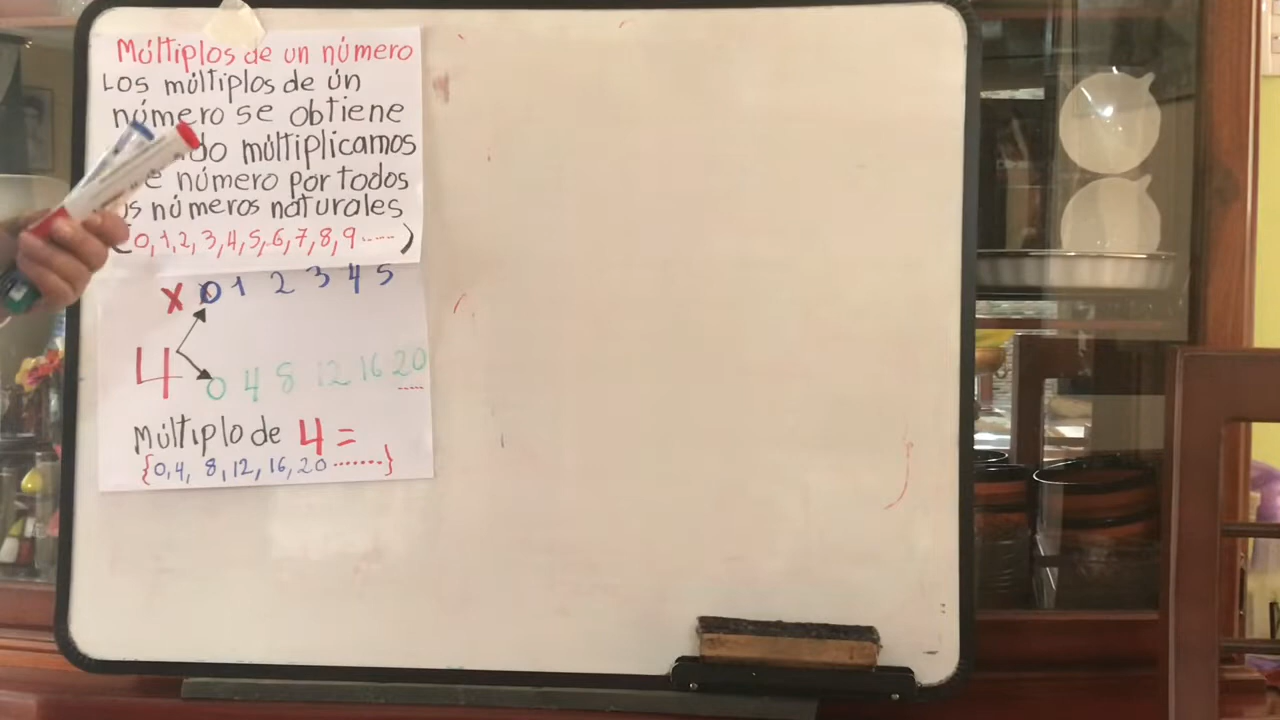 Múltiplos de un número
Los múltiplos de ún
número se obtiene
do múltiplicamos
e número por todos
s números naturales
(0,1,2,3,4,5,6,7,8,9......)
X 0 1 2 3 4 5
4
0 4 8 12 16 20
.....
Múltiplo de 4 =
{0,4, 8,12,16,20.......}